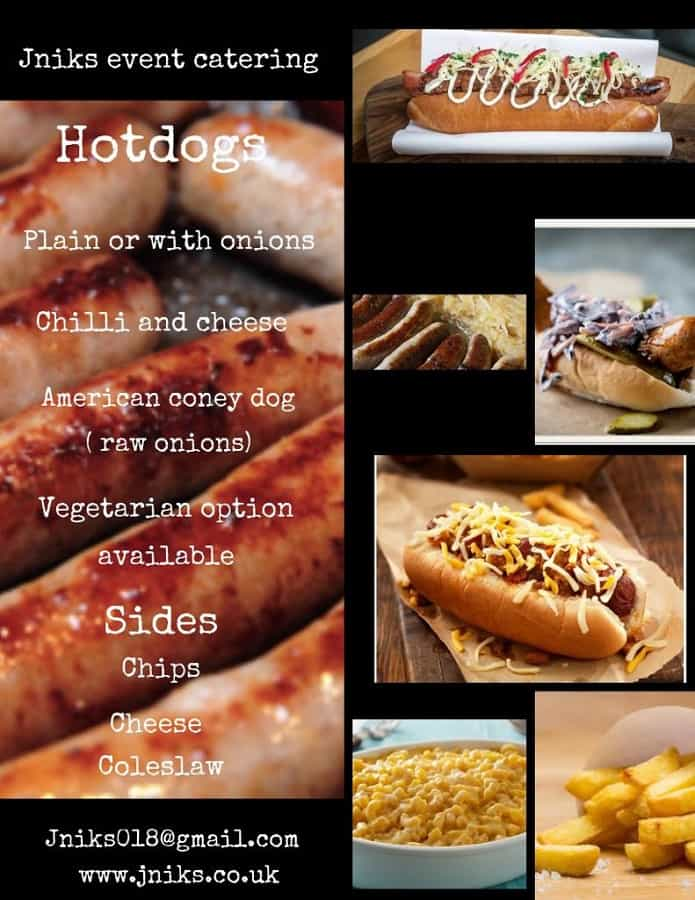 Jniks event catering
Hotdogs
Plain or with onions
Chilli and cheese
American coney dog
( raw onions)
Vegetarian option
available
Sides
Chips
Cheese
Coleslaw
Jniks018@gmail.com
www.jniks.co.uk